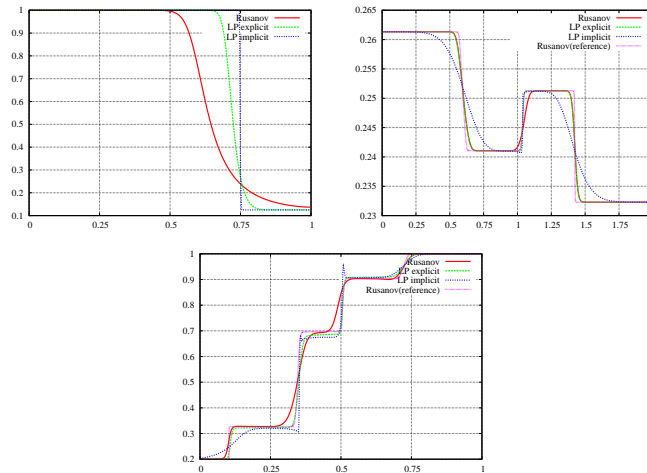 Rusanov
LP explicit
LP implicit
1
0.9
0.8
0.7
0.6
0.5
0.4
0.3
0.2
0.1
0 0.25 0.5 0.75 1
Rusanov
LP explicit
LP implicit
Rusanov(reference)
0.265
0.26
0.255
0.25
0.245
0.24
0.235
0.23
0 0.25 0.5 0.75 1 1.25 1.5 1.75
Rusanov
LP explicit
LP implicit
Rusanov(reference)
1
0.9
0.8
0.7
0.6
0.5
0.4
0.3
0.2
0 0.25 0.5 0.75 1